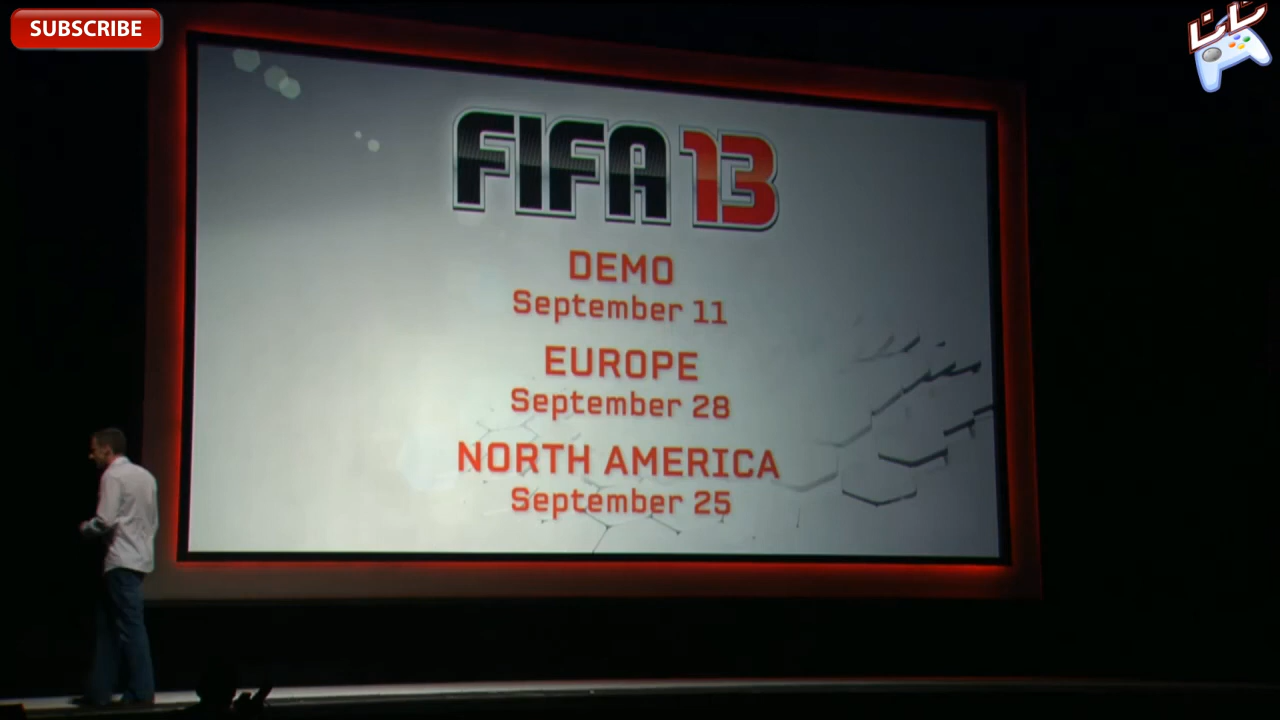 SUBSCRIBE
FIFA 13
DEMO
September 11
EUROPE
September 28
NORTH AMERICA
September 25